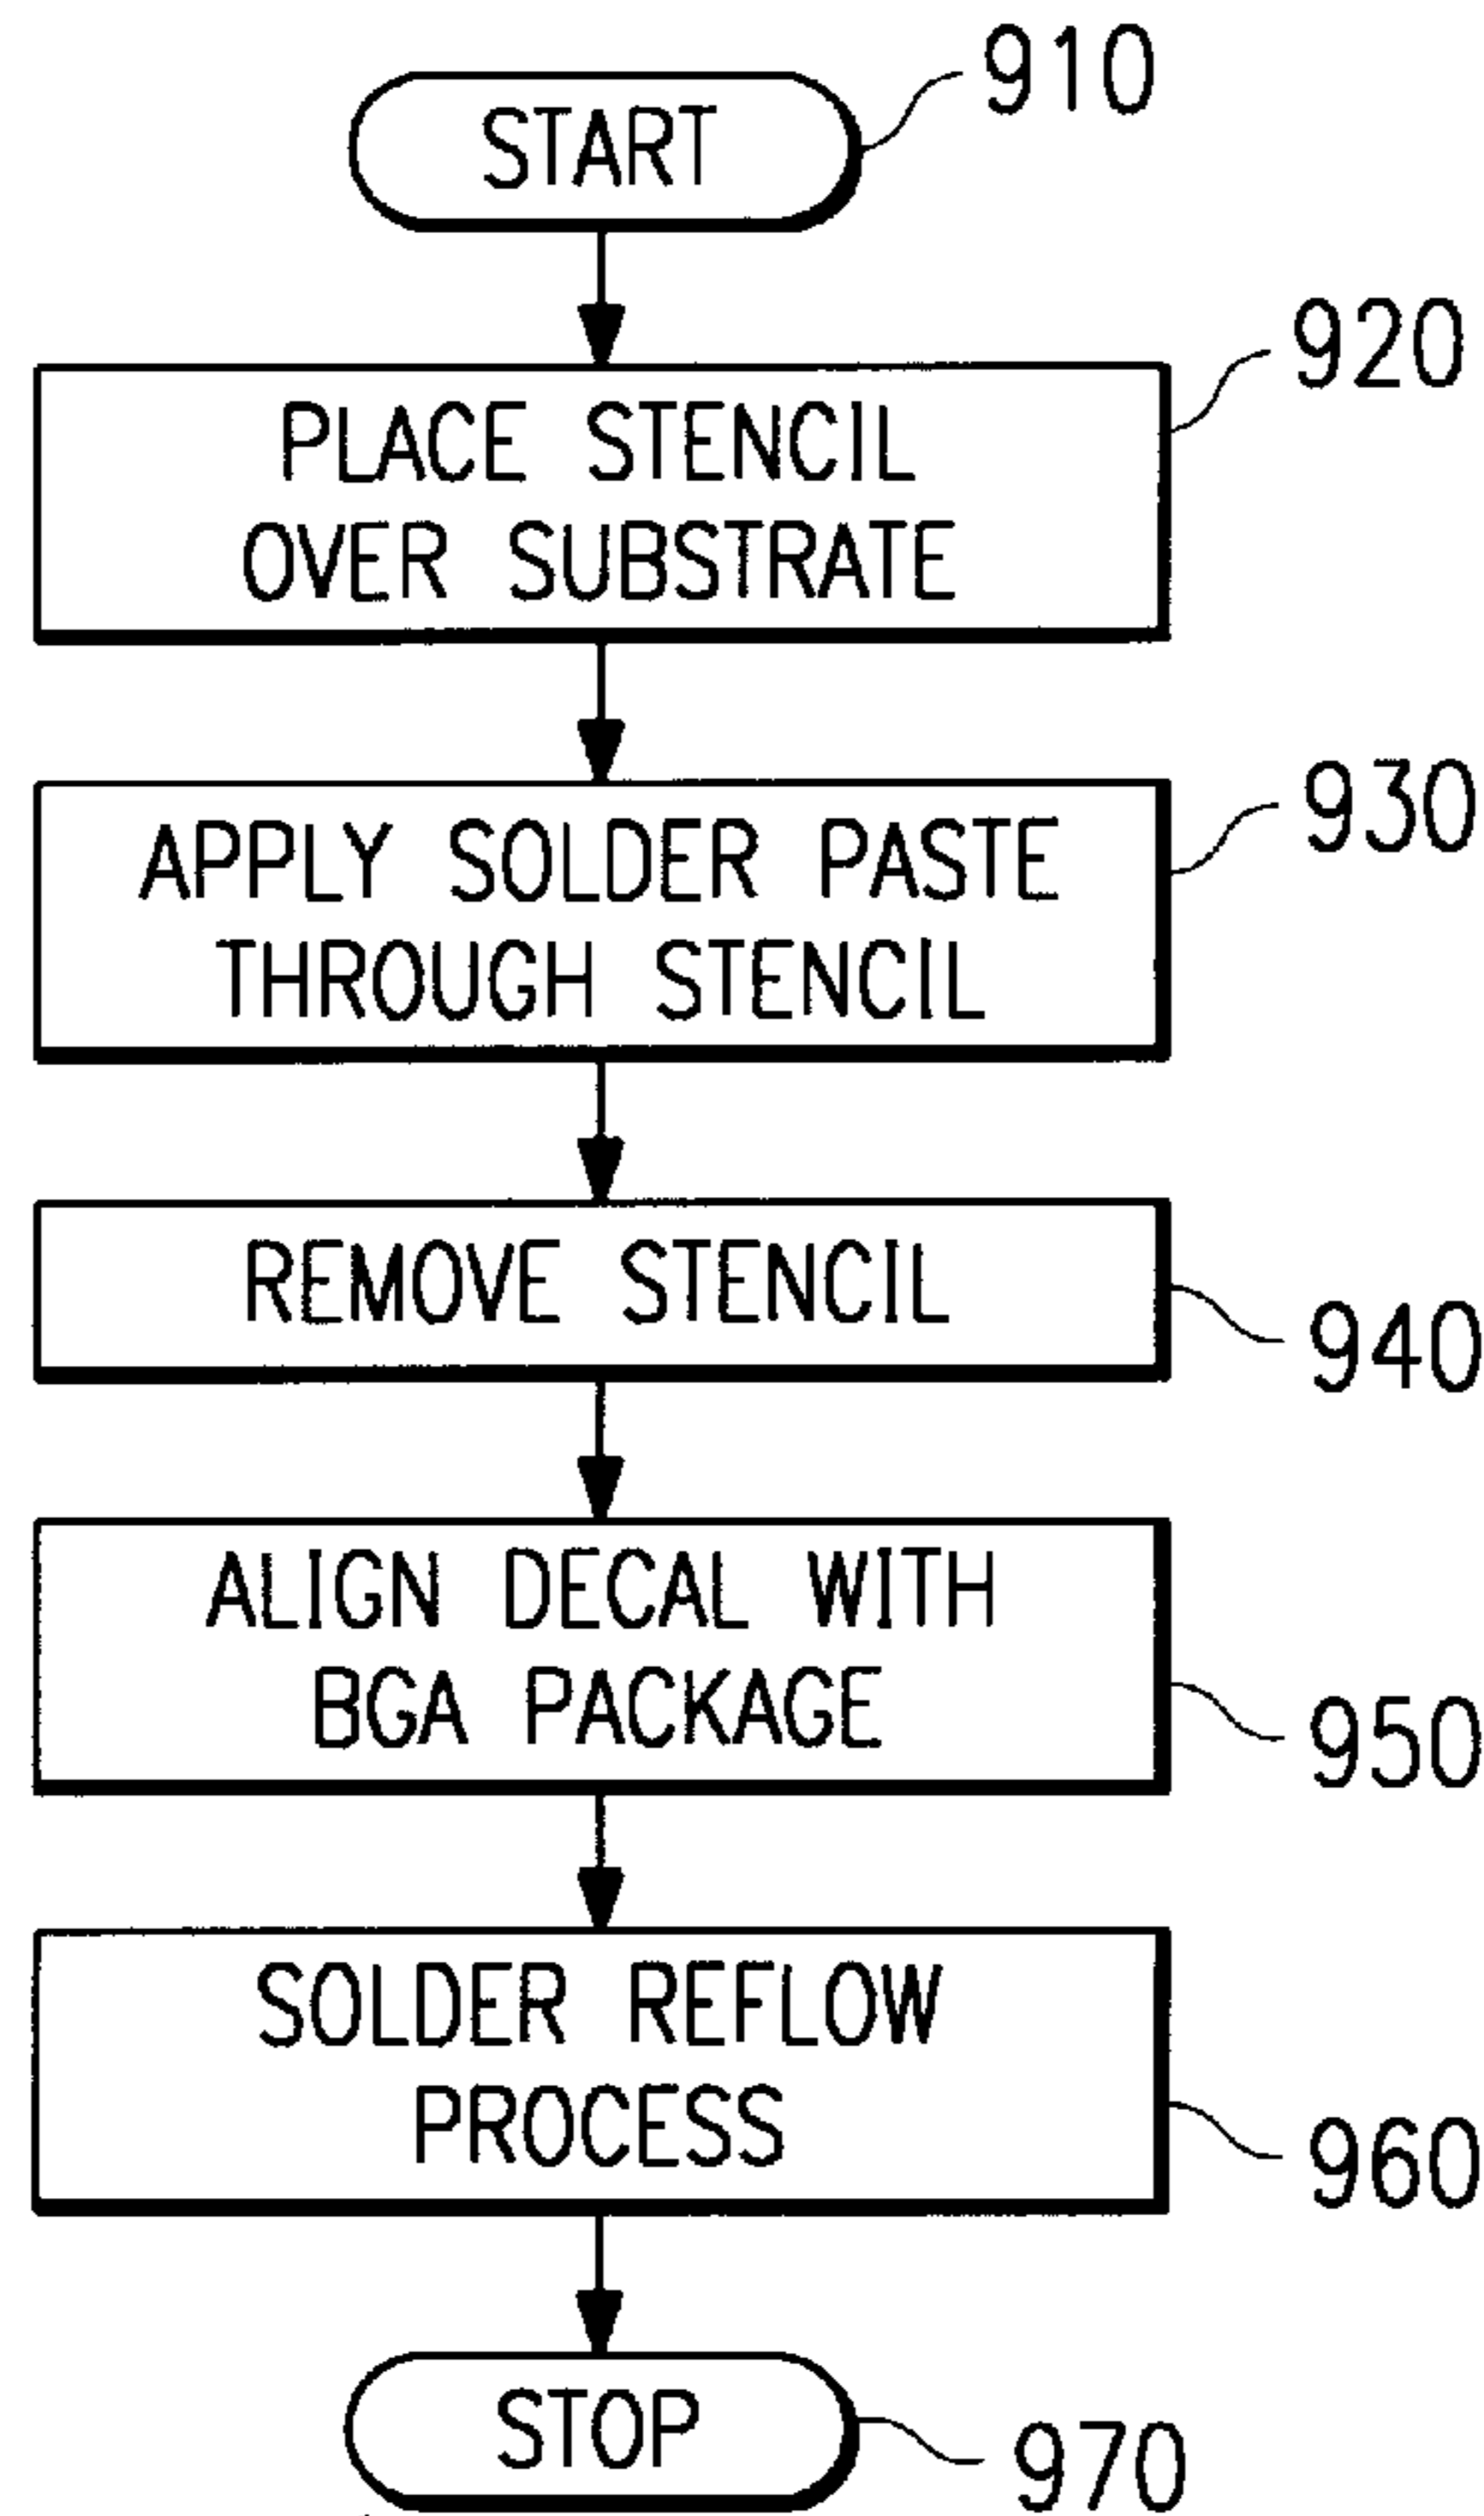 START
910
920
PLACE STENCIL
OVER SUBSTRATE
930
APPLY SOLDER PASTE
THROUGH STENCIL
REMOVE STENCIL
940
ALIGN DECAL WITH
BGA PACKAGE
950
SOLDER REFLOW
PROCESS
960
STOP
970